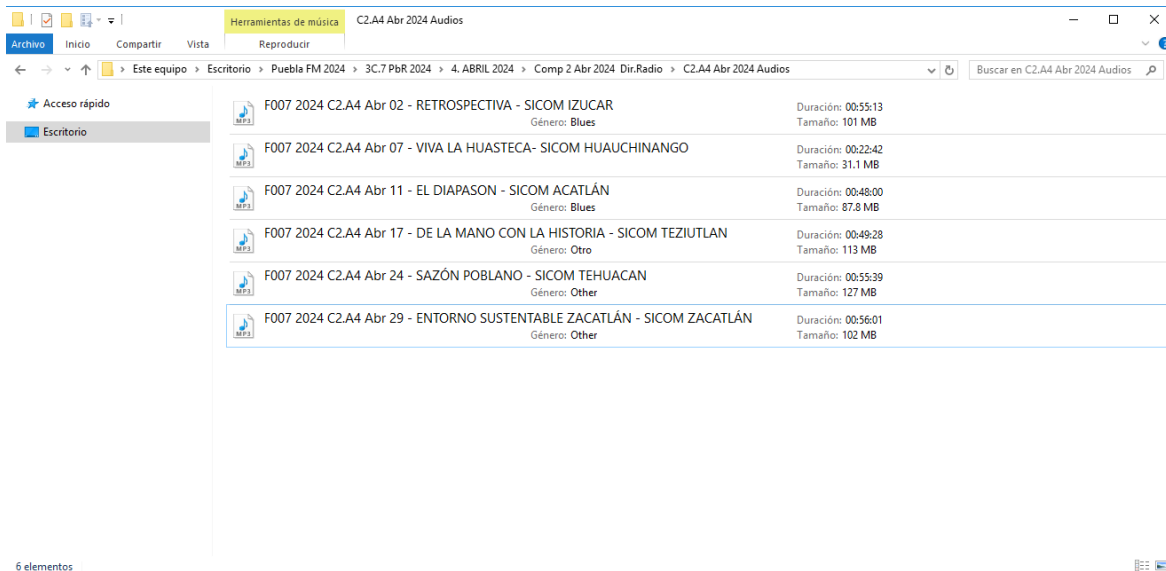 Herramientas de música C2.A4 Abr 2024 Audios
Archivo Inicio Compartir Vista Reproducir
Este equipo > Escritorio > Puebla FM 2024 > 3C.7 PbR 2024 > 4. ABRIL 2024 > Comp 2 Abr 2024 Dir.Radio > C2.A4 Abr 2024 Audios Buscar en C2.A4 Abr 2024 Audios
Acceso rápido
Escritorio
F007 2024 C2.A4 Abr 02 - RETROSPECTIVA - SICOM IZUCAR Duración: 00:55:13
MP3 Género: Blues Tamaño: 101 MB
F007 2024 C2.A4 Abr 07 - VIVA LA HUASTECA- SICOM HUAUCHINANGO Duración: 00:22:42
MP3 Tamaño: 31.1 MB
F007 2024 C2.A4 Abr 11 - EL DIAPASON - SICOM ACATLÁN Duración: 00:48:00
MP3 Género: Blues Tamaño: 87.8 MB
F007 2024 C2.A4 Abr 17 - DE LA MANO CON LA HISTORIA - SICOM TEZIUTLAN Duración: 00:49:28
MP3 Género: Otro Tamaño: 113 MB
F007 2024 C2.A4 Abr 24 - SAZÓN POBLANO - SICOM TEHUACAN Duración: 00:55:39
MP3 Género: Other Tamaño: 127 MB
F007 2024 C2.A4 Abr 29 - ENTORNO SUSTENTABLE ZACATLÁN - SICOM ZACATLÁN Duración: 00:56:01
MP3 Género: Other Tamaño: 102 MB
6 elementos